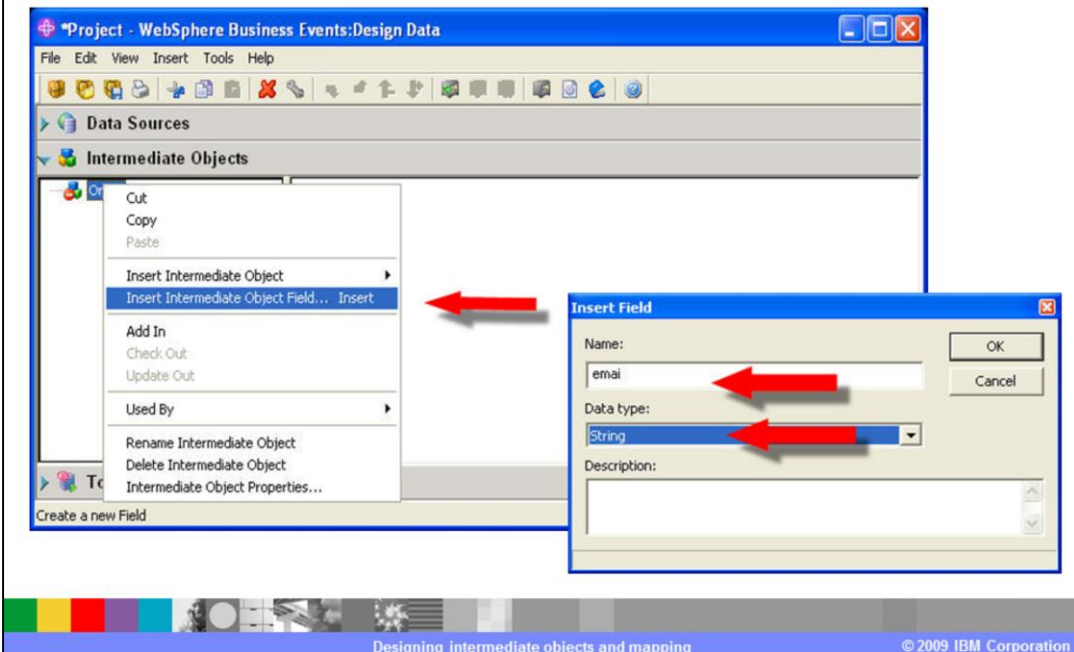 *Project - WebSphere Business Events:Design Data
File Edit View Insert Tools Help
Data Sources
Intermediate Objects
Cut
Copy
Paste
Insert Intermediate Object
Insert Intermediate Object Field... Insert
Add In
Check Out
Update Out
Used By
Rename Intermediate Object
Delete Intermediate Object
Intermediate Object Properties...
Create a new Field
Insert Field
Name:
emai
OK
Cancel
Data type:
String
Description:
Designing intermediate objects and mapping
© 2009 IBM Corporation